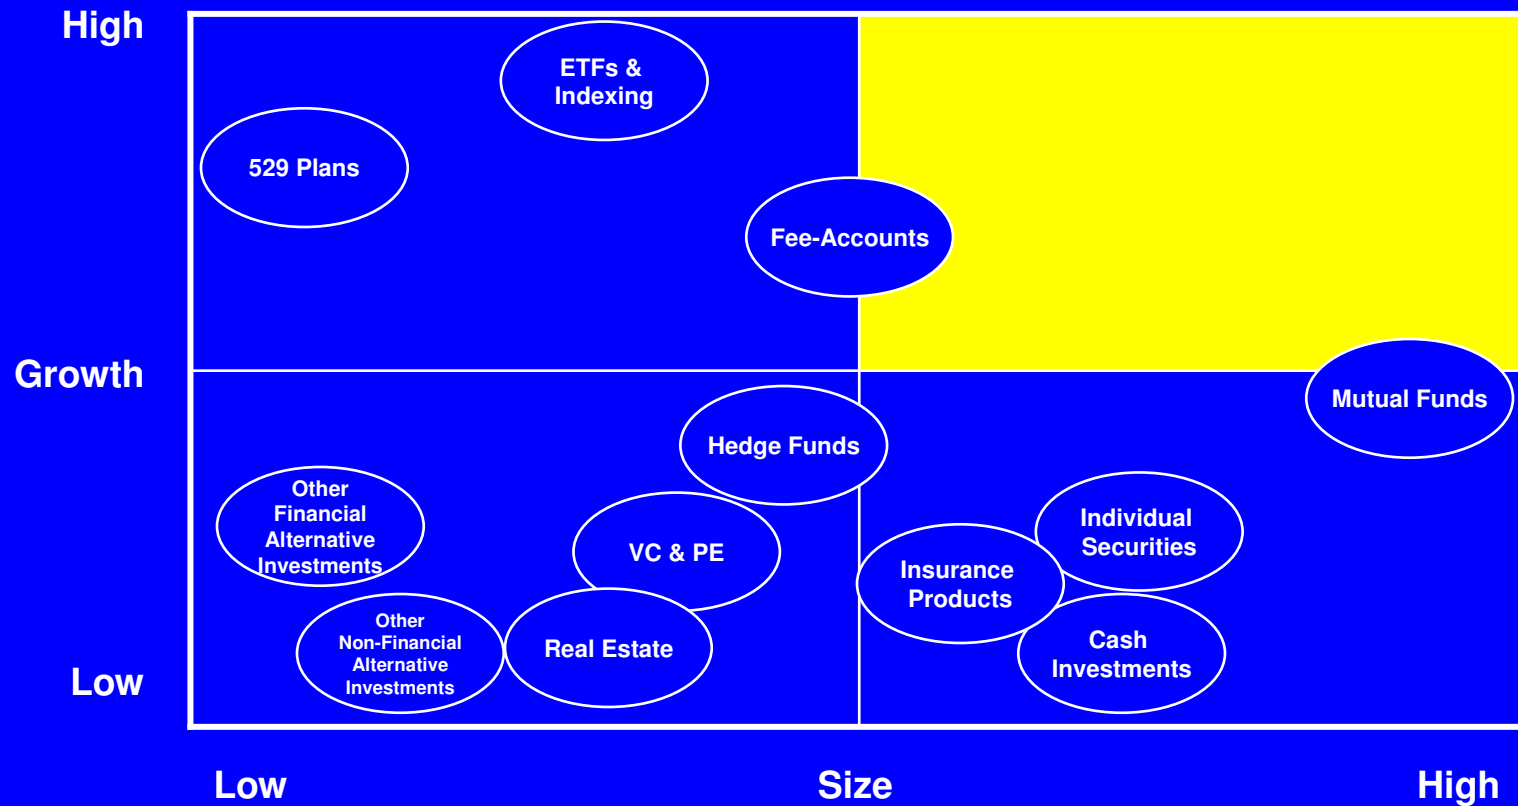 High
ETFs &
Indexing
529 Plans
Fee-Accounts
Growth
Mutual Funds
Hedge Funds
Other
Financial
Alternative
Investments
VC & PE
Individual
Securities
Insurance
Products
Other
Non-Financial
Alternative
Investments
Real Estate
Cash
Investments
Low
Low
Size
High